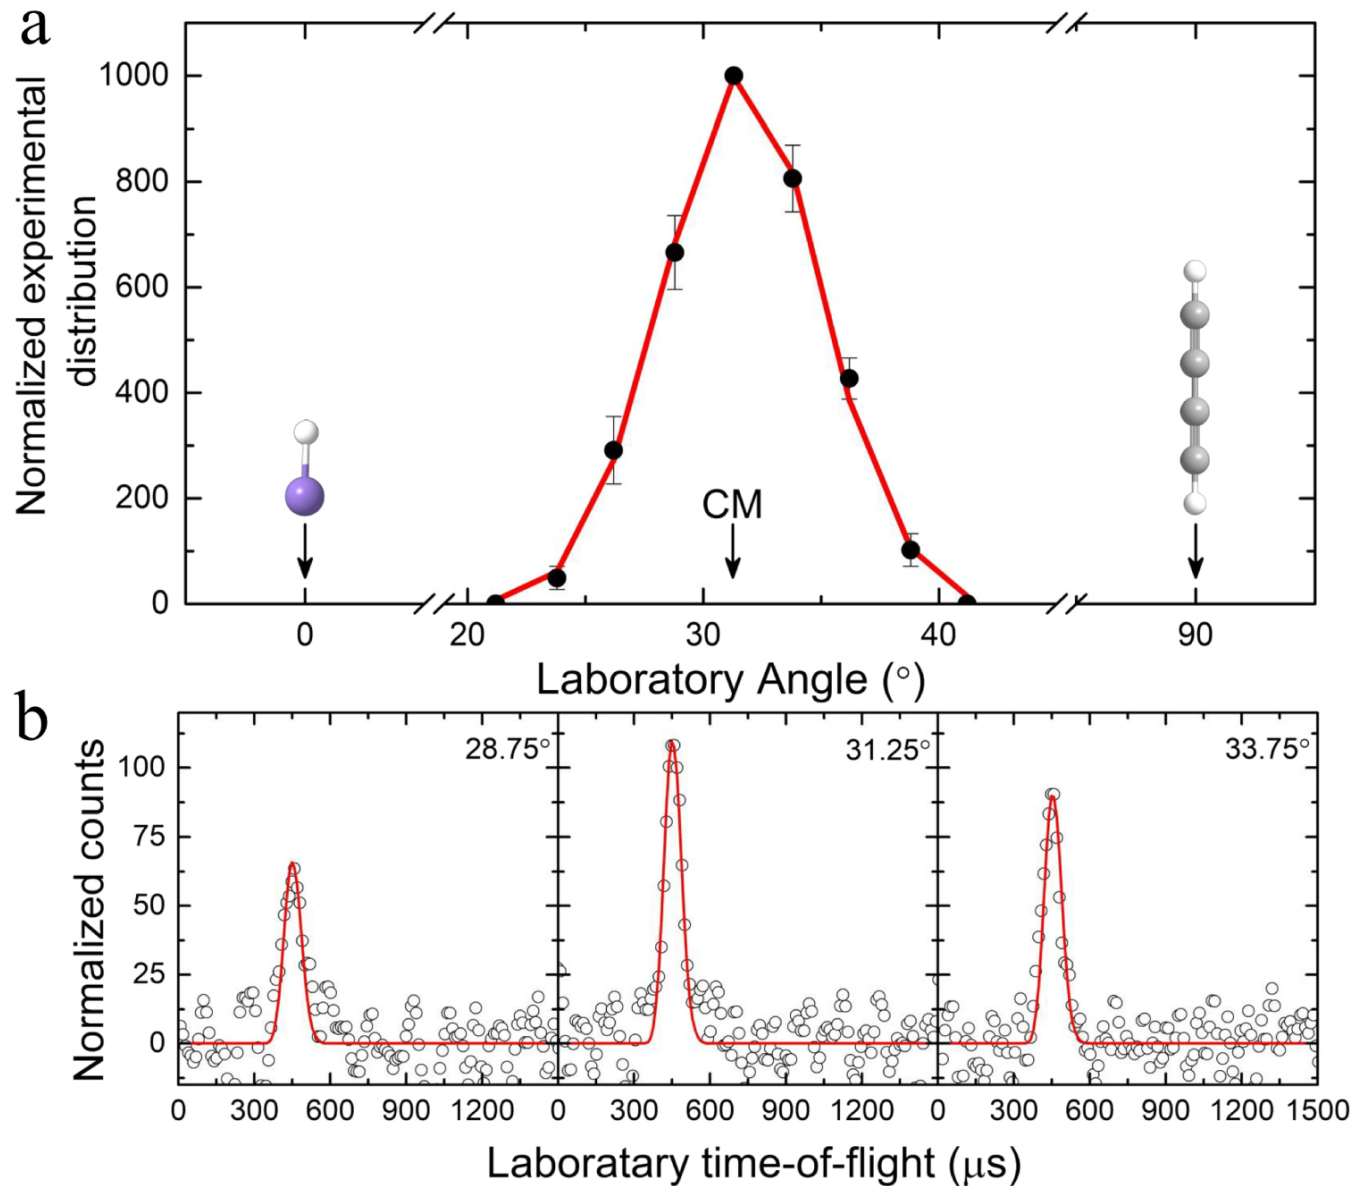 a
Normalized experimental
distribution
1000
800
600
400
200
0
CM
0 20 30 40 90
Laboratory Angle (°)
b
Normalized counts
100
75
50
25
0
28.75° 31.25° 33.75°
0 300 600 900 1200 0 300 600 900 1200 0 300 600 900 1200 1500
Laboratary time-of-flight (μs)